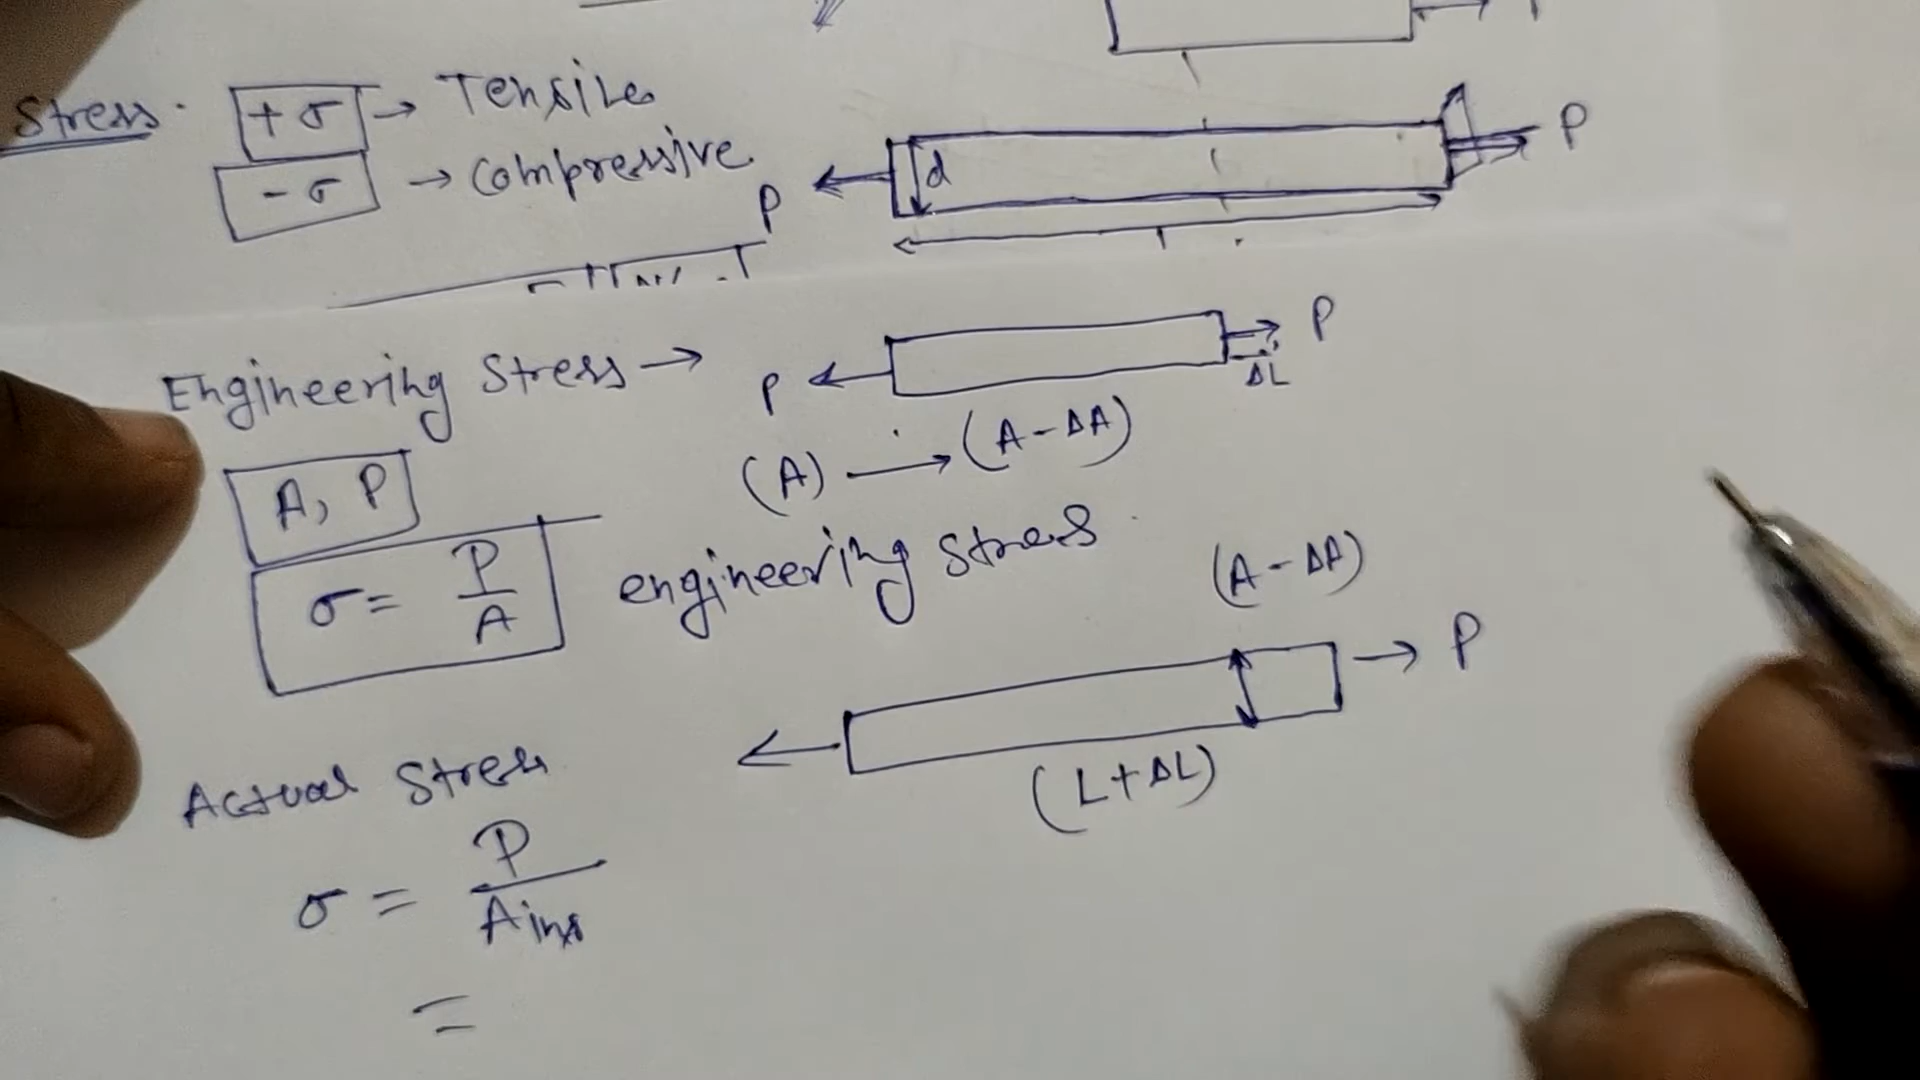 Stress.
+σ → Tensile
-σ → Compressive
P
d
P
Engineering Stress →
P
P
ΔL
(A) → (A-ΔA)
A, P
σ = P/A
engineering stress
(A-ΔA)
P
(L+ΔL)
Actual Stress
σ = P/Ains
=